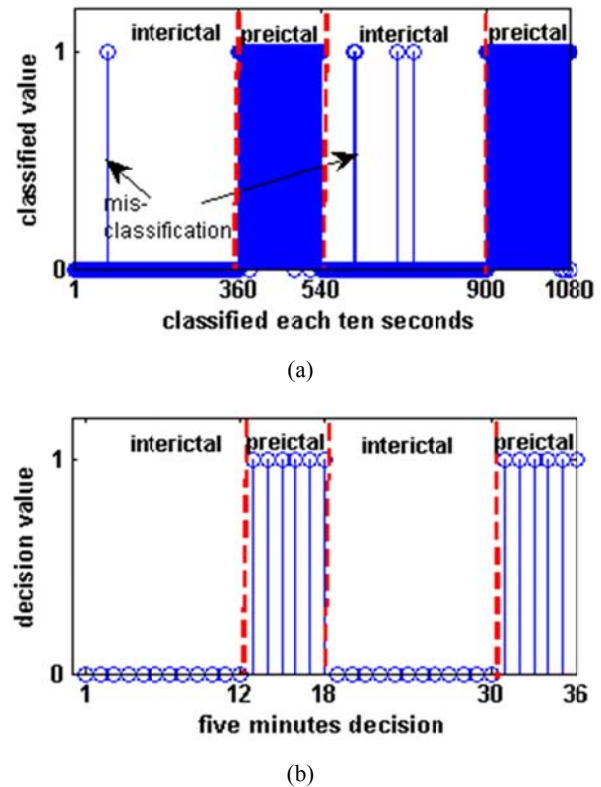 interictal preictal interictal preictal
1
classified value
mis-
classification
0
1 360 540 900 1080
classified each ten seconds
(a)
interictal preictal interictal preictal
1
decision value
0
1 12 18 30 36
five minutes decision
(b)